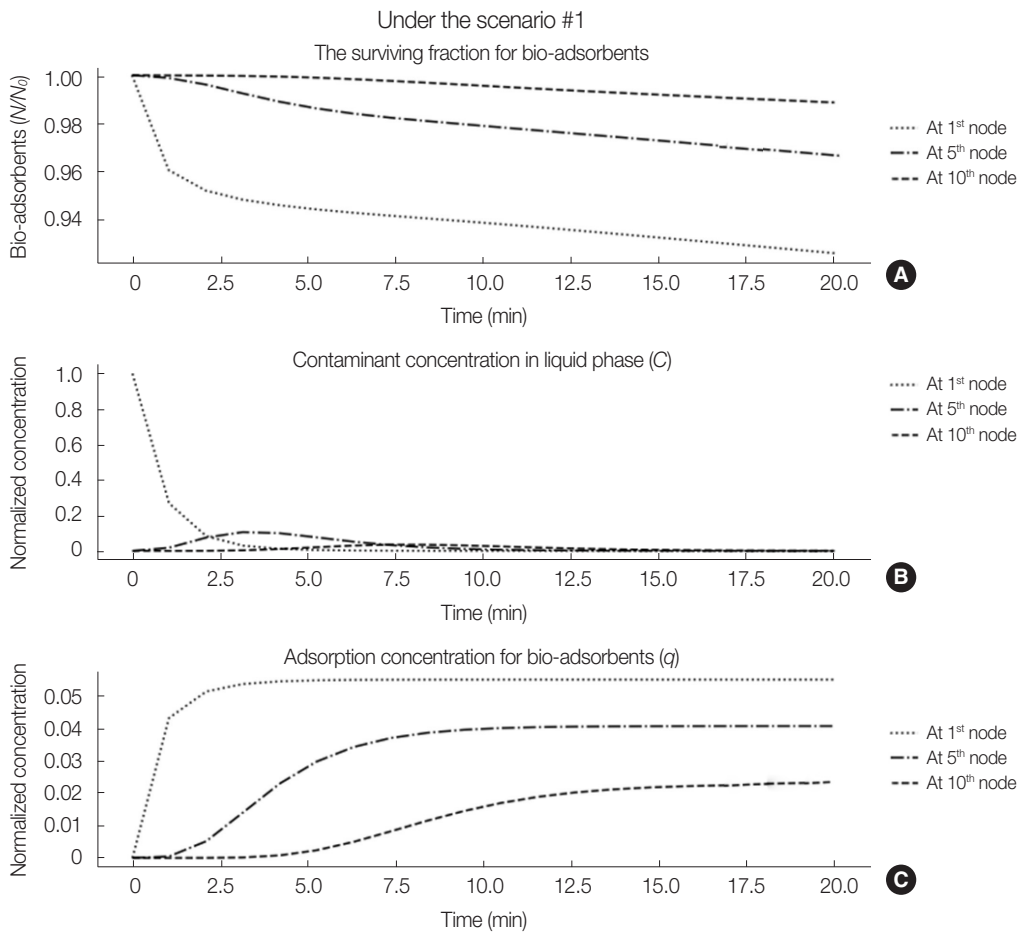 Under the scenario #1
The surviving fraction for bio-adsorbents
Bio-adsorbents (N/N₀)
1.00
0.98
0.96
0.94
0
2.5
5.0
7.5
10.0
12.5
15.0
17.5
20.0
Time (min)
At 1ˢᵗ node
At 5ᵗʰ node
At 10ᵗʰ node
A
Contaminant concentration in liquid phase (C)
Normalized concentration
1.0
0.8
0.6
0.4
0.2
0
0
2.5
5.0
7.5
10.0
12.5
15.0
17.5
20.0
Time (min)
At 1ˢᵗ node
At 5ᵗʰ node
At 10ᵗʰ node
B
Adsorption concentration for bio-adsorbents (q)
Normalized concentration
0.05
0.04
0.03
0.02
0.01
0
0
2.5
5.0
7.5
10.0
12.5
15.0
17.5
20.0
Time (min)
At 1ˢᵗ node
At 5ᵗʰ node
At 10ᵗʰ node
C